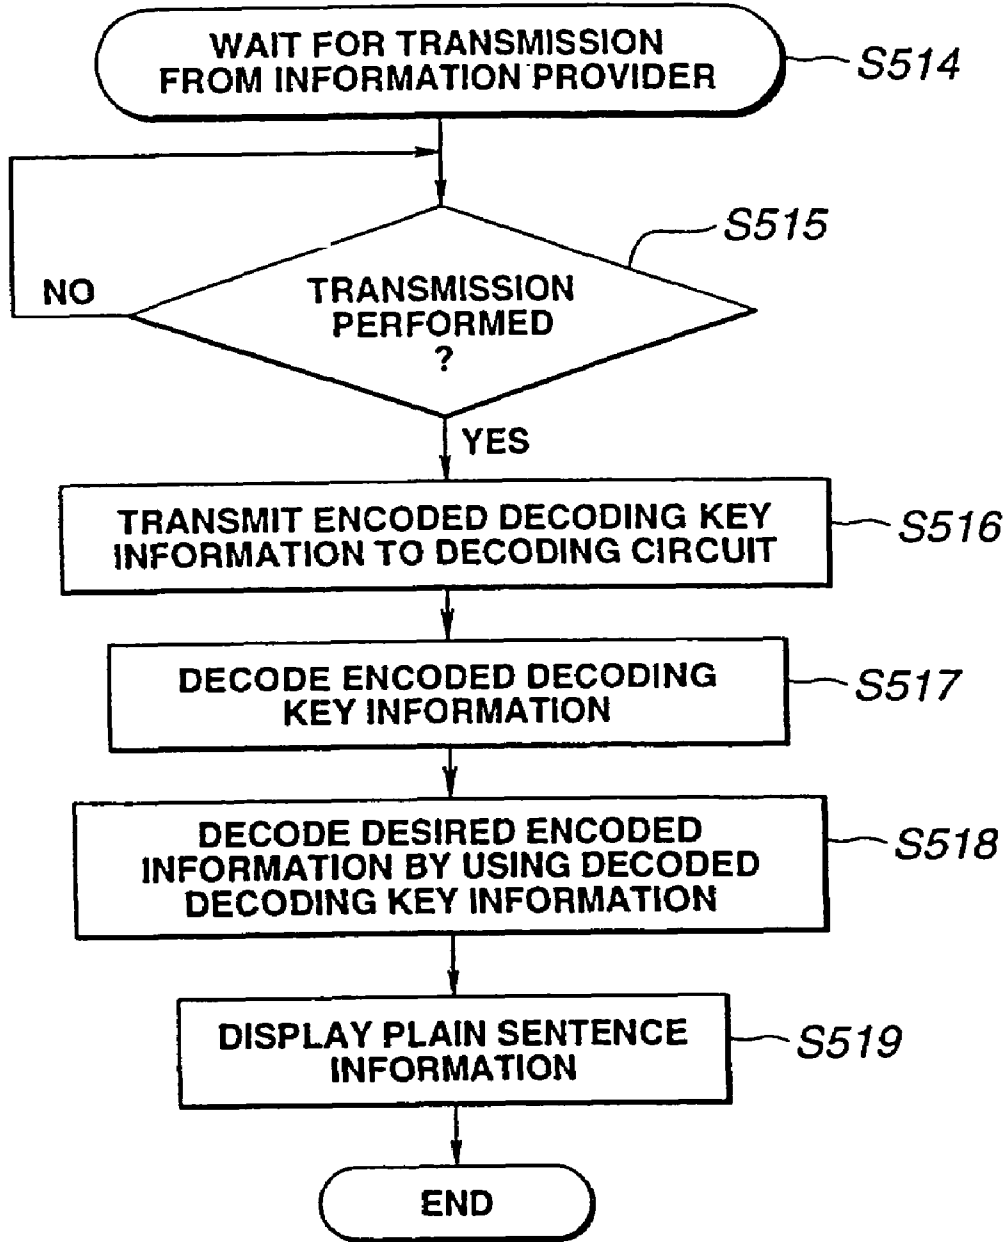 WAIT FOR TRANSMISSION
FROM INFORMATION PROVIDER
S514
S515
NO
TRANSMISSION
PERFORMED
?
YES
TRANSMIT ENCODED DECODING KEY
INFORMATION TO DECODING CIRCUIT
S516
DECODE ENCODED DECODING
KEY INFORMATION
S517
DECODE DESIRED ENCODED
INFORMATION BY USING DECODED
DECODING KEY INFORMATION
S518
DISPLAY PLAIN SENTENCE
INFORMATION
S519
END